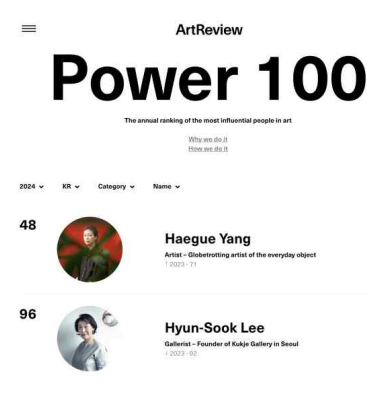 ArtReview
Power 100
The annual ranking of the most influential people in art
Why we do it
How we do it
2024 KR Category Name
48
Haegue Yang
Artist – Globetrotting artist of the everyday object
↑ 2023 · 71
96
Hyun-Sook Lee
Gallerist – Founder of Kukje Gallery in Seoul
↓ 2023 · 92